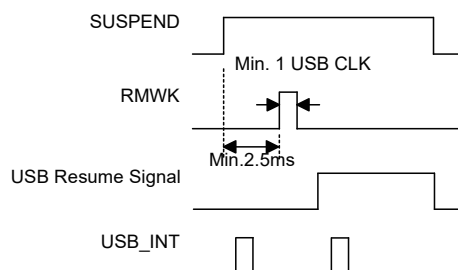 SUSPEND
Min. 1 USB CLK
RMWK
Min.2.5ms
USB Resume Signal
USB_INT